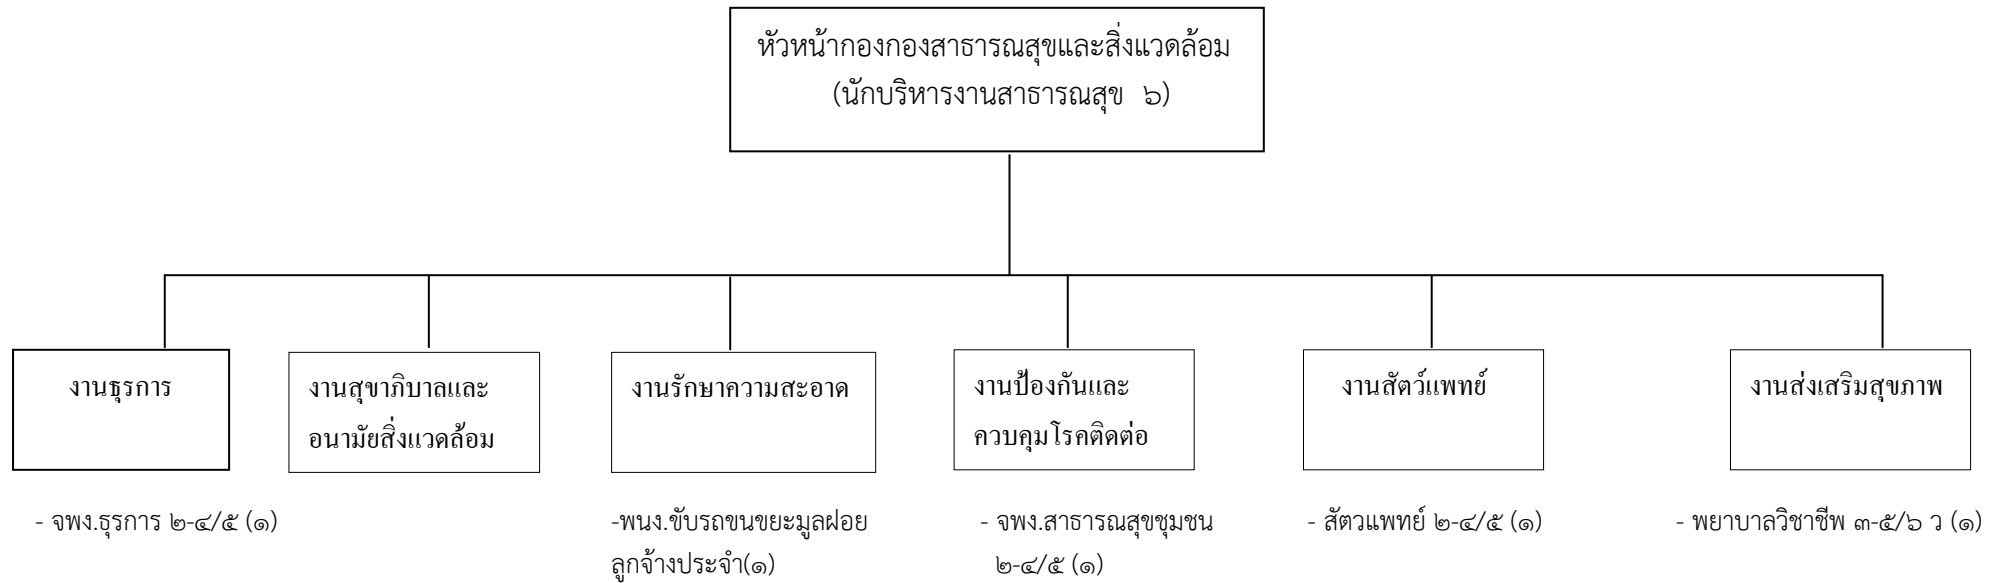 หัวหน้ากองกองสาธารณสุขและสิ่งแวดล้อม
(นักบริหารงานสาธารณสุข ๖)
งานธุรการ
งานสุขาภิบาลและ
อนามัยสิ่งแวดล้อม
งานรักษาความสะอาด
งานป้องกันและ
ควบคุมโรคติดต่อ
งานสัตว์แพทย์
งานส่งเสริมสุขภาพ
- จพง.ธุรการ ๒-๔/๕ (๑)
-พนง.ขับรถขนขยะมูลฝอย
ลูกจ้างประจำ(๑)
- จพง.สาธารณสุขชุมชน
๒-๔/๕ (๑)
- สัตวแพทย์ ๒-๔/๕ (๑)
- พยาบาลวิชาชีพ ๓-๕/๖ ว (๑)